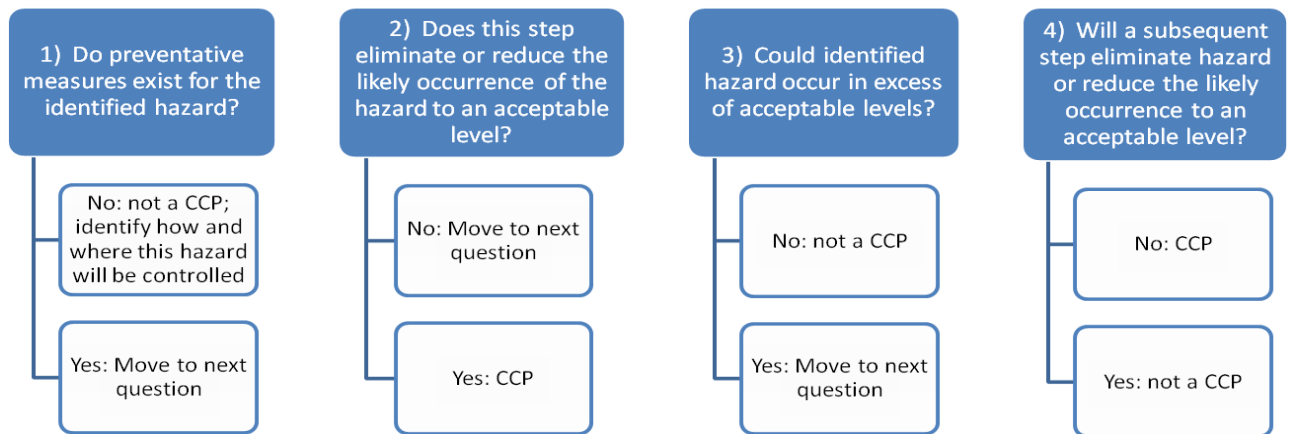 1) Do preventative
measures exist for the
identified hazard?
No: not a CCP;
identify how and
where this hazard
will be controlled
Yes: Move to next
question
2) Does this step
eliminate or reduce the
likely occurrence of the
hazard to an acceptable
level?
No: Move to next
question
Yes: CCP
3) Could identified
hazard occur in excess
of acceptable levels?
No: not a CCP
Yes: Move to next
question
4) Will a subsequent
step eliminate hazard
or reduce the likely
occurrence to an
acceptable level?
No: CCP
Yes: not a CCP